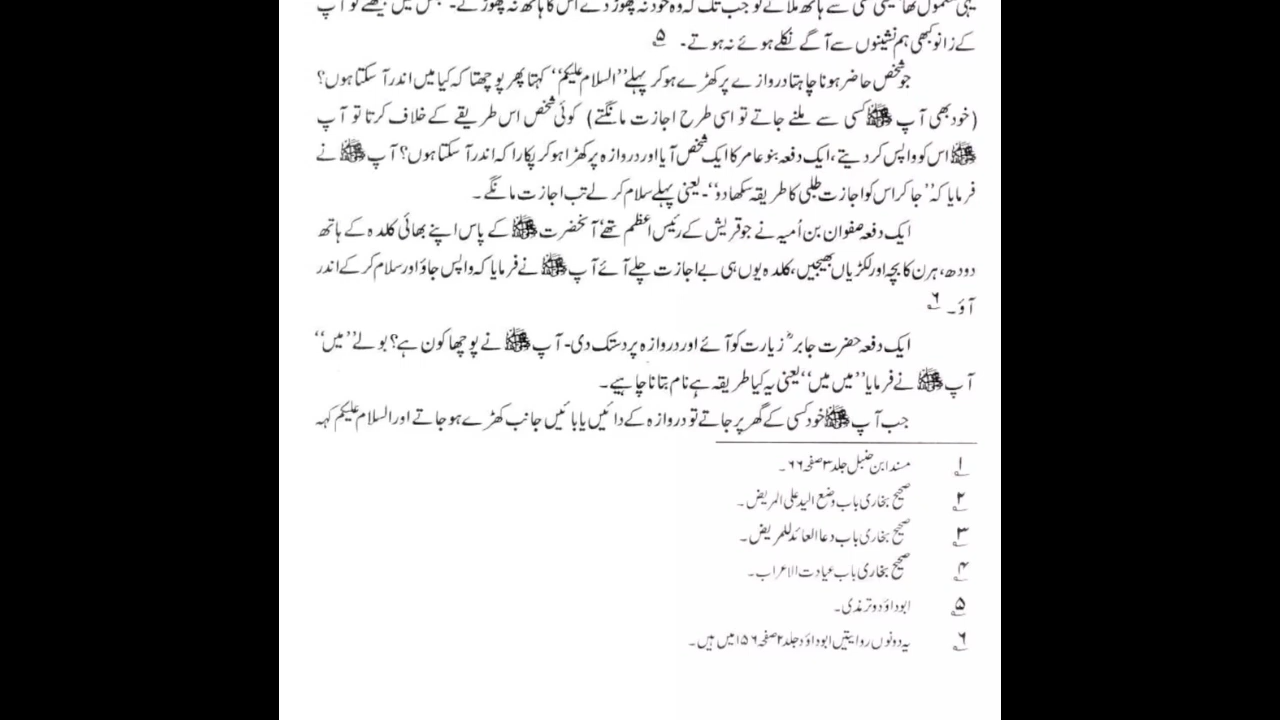 یہی معمول تھا کسی سے ہاتھ ملاتے تو جب تک کہ وہ خود نہ چھوڑ دے اس کا ہاتھ نہ چھوڑتے۔ مجلس میں بیٹھتے تو آپ
کے زانو کبھی ہم نشینوں سے آگے نکلے ہوئے نہ ہوتے۔ ۵
جو شخص حاضر ہونا چاہتا دروازے پر کھڑے ہو کر پہلے ’’السلام علیکم‘‘ کہتا پھر پوچھتا کہ کیا میں اندر آ سکتا ہوں؟
(خود بھی آپ ﷺ کسی سے ملنے جاتے تو اسی طرح اجازت مانگتے) کوئی شخص اس طریقے کے خلاف کرتا تو آپ
ﷺ اس کو واپس کر دیتے، ایک دفعہ بنو عامر کا ایک شخص آیا اور دروازہ پر کھڑا ہو کر پکارا کہ اندر آ سکتا ہوں؟ آپ ﷺ نے
فرمایا کہ ’’جا کر اس کو اجازت طلبی کا طریقہ سکھا دو‘‘۔ یعنی پہلے سلام کر لے تب اجازت مانگے۔
ایک دفعہ صفوان بن اُمیہ نے جو قریش کے رئیس اعظم تھے، آنحضرت ﷺ کے پاس اپنے بھائی کلدہ کے ہاتھ
دودھ، ہرن کا بچہ اور لکڑیاں بھیجیں، کلدہ یوں ہی بے اجازت چلے آئے آپ ﷺ نے فرمایا کہ واپس جاؤ اور سلام کر کے اندر
آؤ۔ ۶
ایک دفعہ حضرت جابرؓ زیارت کو آئے اور دروازہ پر دستک دی۔ آپ ﷺ نے پوچھا کون ہے؟ بولے ’’میں‘‘
آپ ﷺ نے فرمایا ’’میں میں‘‘ یعنی یہ کیا طریقہ ہے نام بتانا چاہیے۔
جب آپ ﷺ خود کسی کے گھر پر جاتے تو دروازہ کے دائیں یا بائیں جانب کھڑے ہو جاتے اور السلام علیکم کہہ
۱ مسند ابن حنبل جلد ۳ صفحہ ۶۶۔
۲ صحیح بخاری باب وضع الید علی المریض۔
۳ صحیح بخاری باب دعا العائد للمریض۔
۴ صحیح بخاری باب عیادت الاعراب۔
۵ ابوداؤد و ترمذی۔
۶ یہ دونوں روایتیں ابوداؤد جلد ۲ صفحہ ۱۵۶ میں ہیں۔